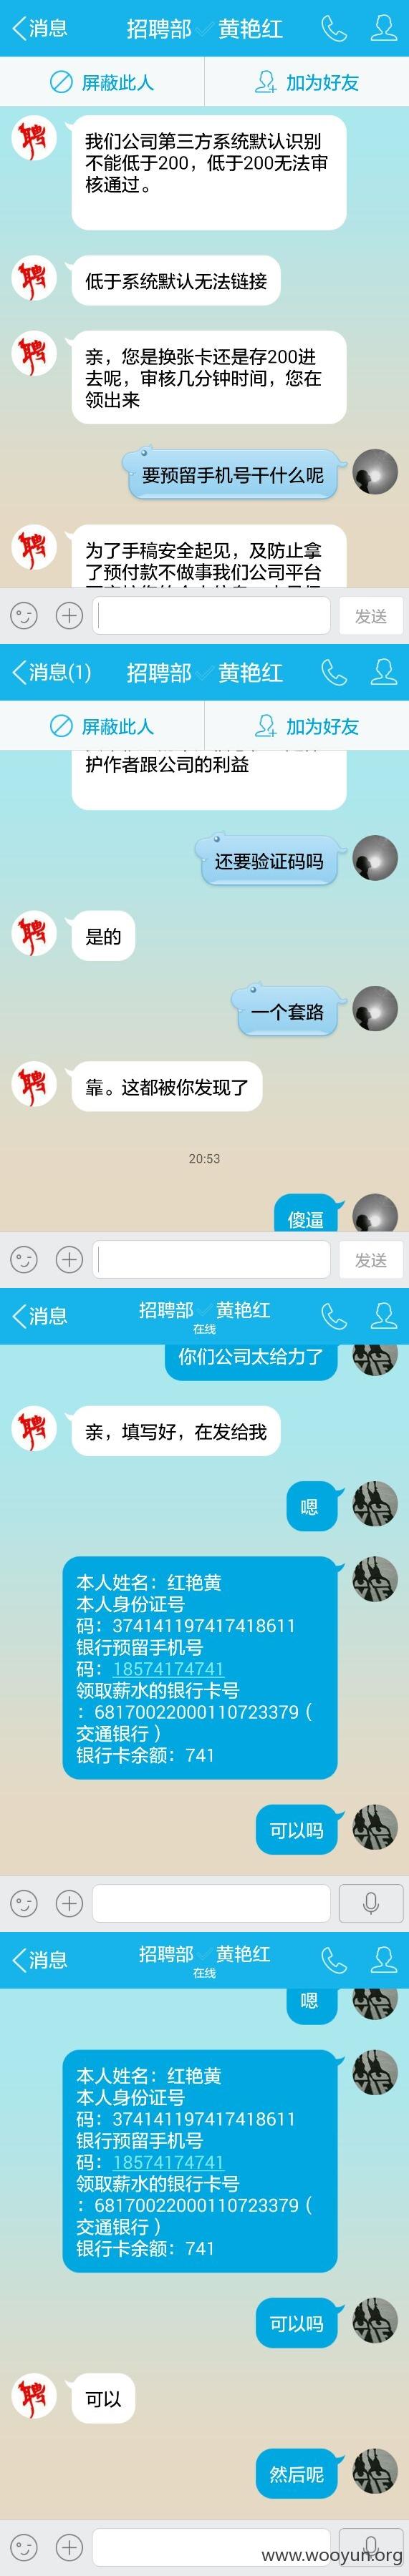 消息
招聘部 黄艳红
屏蔽此人
加为好友
聘
我们公司第三方系统默认识别
不能低于200，低于200无法审
核通过。
聘
低于系统默认无法链接
聘
亲，您是换张卡还是存200进
去呢，审核几分钟时间，您在
领出来
要预留手机号干什么呢
聘
为了手稿安全起见，及防止拿
了预付款不做事我们公司平台
发送
消息(1)
招聘部 黄艳红
屏蔽此人
加为好友
护作者跟公司的利益
还要验证码吗
聘
是的
一个套路
聘
靠。这都被你发现了
20:53
傻逼
发送
消息
招聘部 黄艳红
在线
你们公司太给力了
聘
亲，填写好，在发给我
嗯
本人姓名：红艳黄
本人身份证号
码：374141197417418611
银行预留手机号
码：18574174741
领取薪水的银行卡号
：68170022000110723379（
交通银行）
银行卡余额：741
可以吗
消息
招聘部 黄艳红
在线
嗯
本人姓名：红艳黄
本人身份证号
码：374141197417418611
银行预留手机号
码：18574174741
领取薪水的银行卡号
：68170022000110723379（
交通银行）
银行卡余额：741
可以吗
聘
可以
然后呢
www.wooyun.org